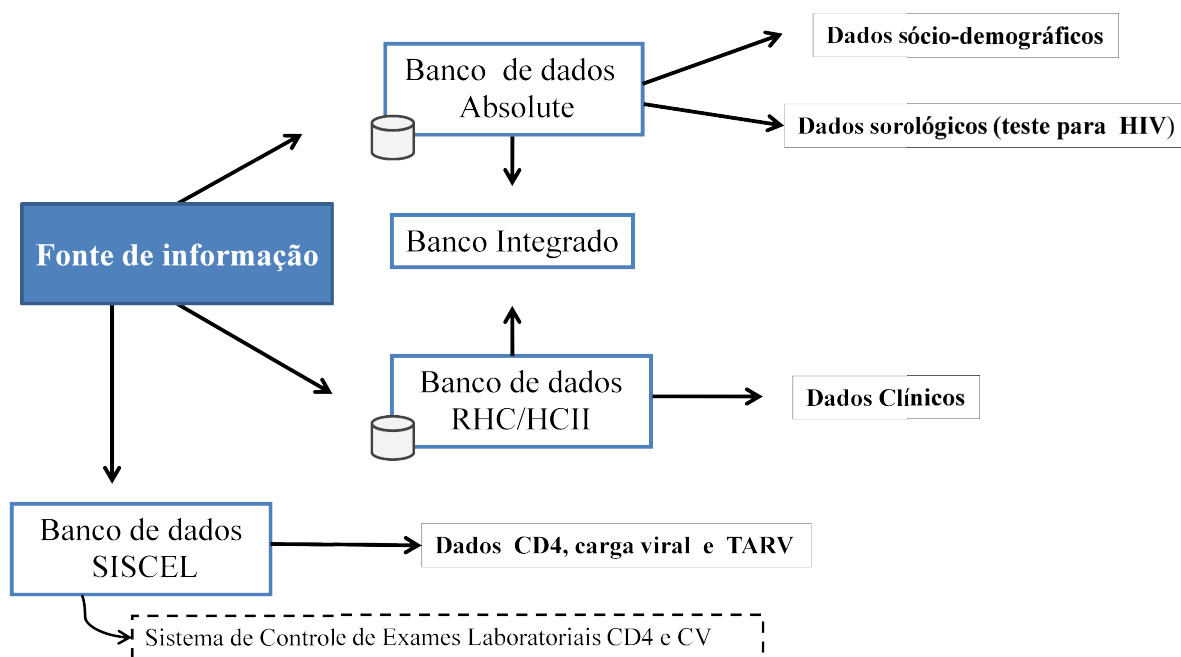 Dados sócio-demográficos
Banco de dados
Absolute
Dados sorológicos (teste para HIV)
Fonte de informação
Banco Integrado
Banco de dados
RHC/HCII
Dados Clínicos
Banco de dados
SISCEL
Dados CD4, carga viral e TARV
Sistema de Controle de Exames Laboratoriais CD4 e CV